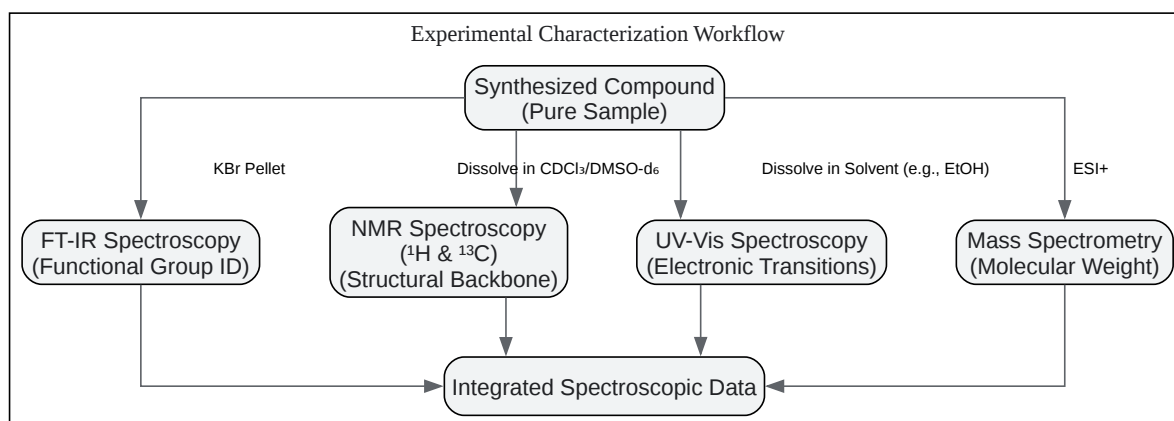 Experimental Characterization Workflow
Synthesized Compound
(Pure Sample)
KBr Pellet
Dissolve in CDCl₃/DMSO-d₆
Dissolve in Solvent (e.g., EtOH)
ESI+
FT-IR Spectroscopy
(Functional Group ID)
NMR Spectroscopy
(¹H & ¹³C)
(Structural Backbone)
UV-Vis Spectroscopy
(Electronic Transitions)
Mass Spectrometry
(Molecular Weight)
Integrated Spectroscopic Data